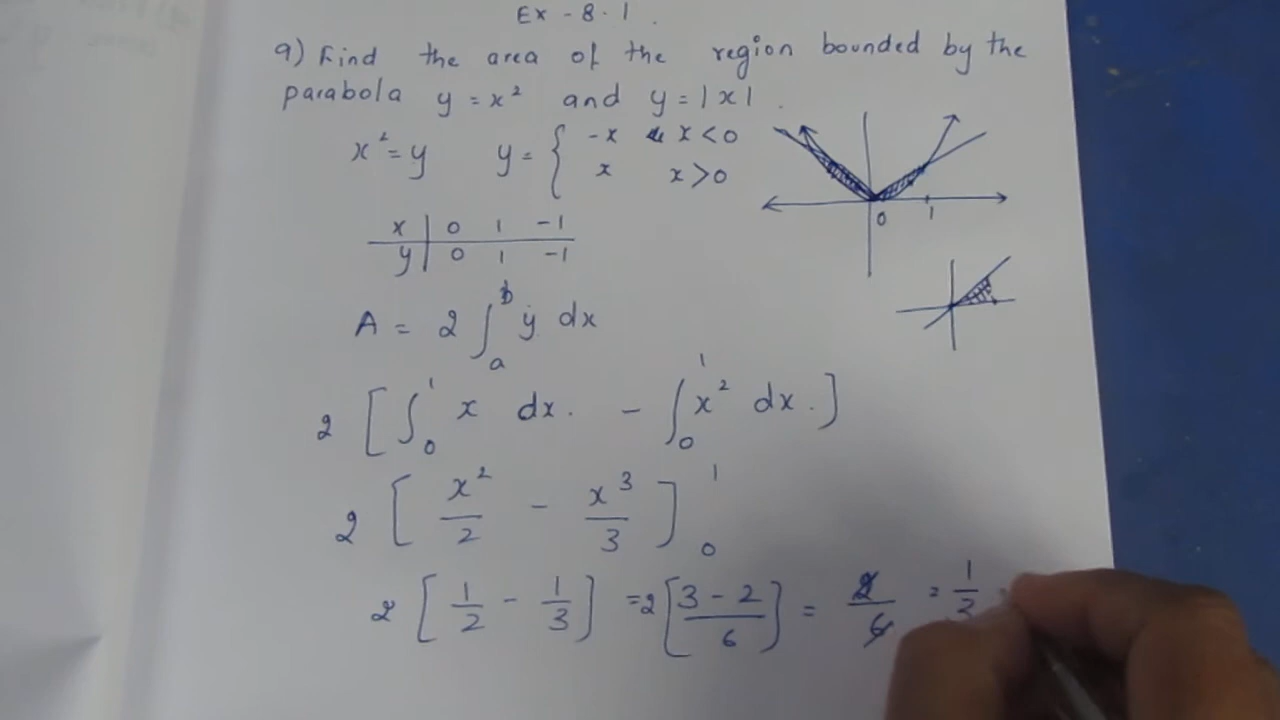 Ex - 8.1.
9) Find the area of the region bounded by the
parabola y = x² and y = |x|.
x² = y y = { -x x < 0
x x > 0
x | 0 1 -1
y | 0 1 -1
0 1
A = 2 ∫ₐᵇ y dx
2 [ ∫₀¹ x dx. - ∫₀¹ x² dx. ]
2 [ x²/2 - x³/3 ]₀¹
2 [ 1/2 - 1/3 ] = 2 [ 3 - 2 / 6 ] = 2/6 = 1/2